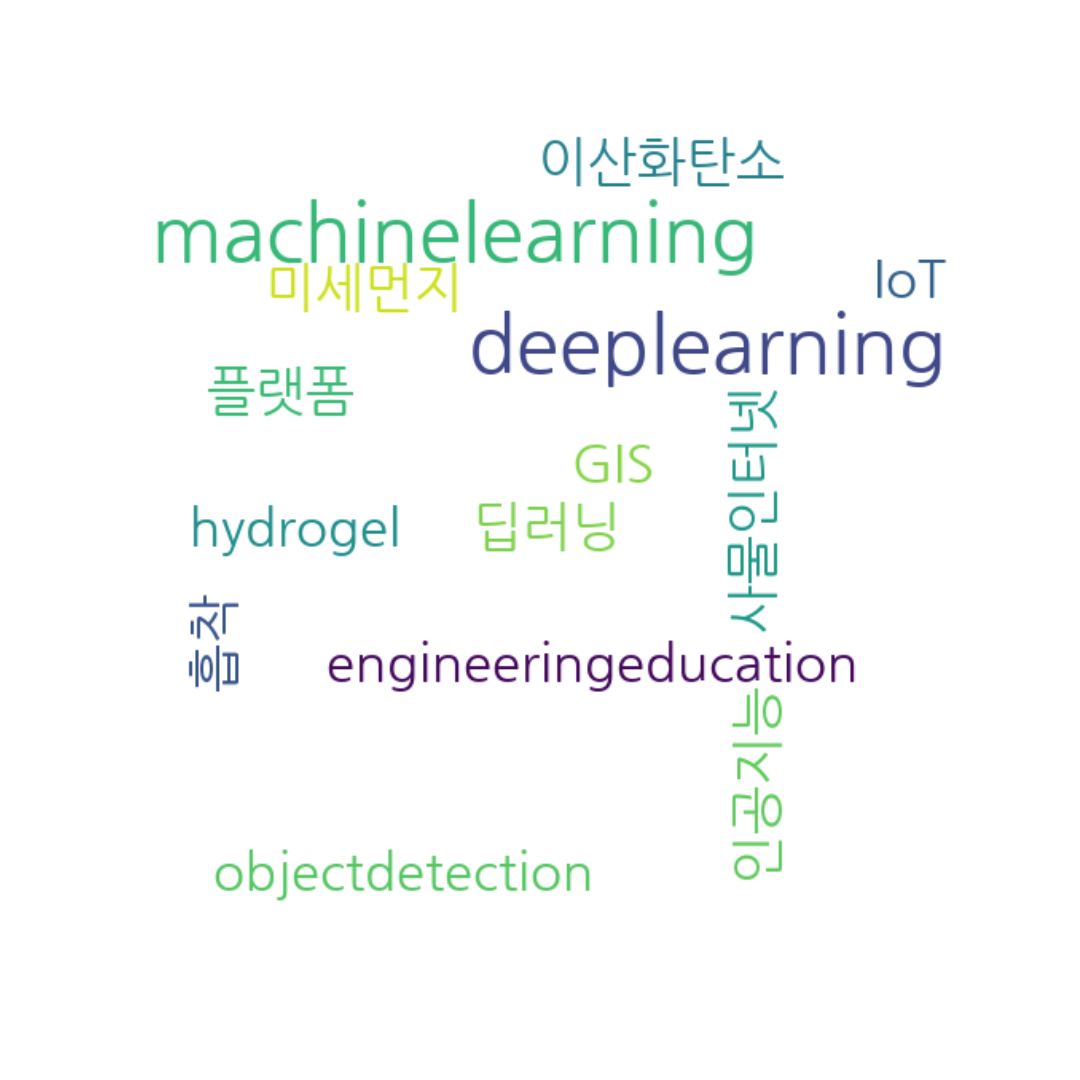 이산화탄소
machinelearning
미세먼지
IoT
deeplearning
플랫폼
사물인터넷
GIS
hydrogel
딥러닝
흡착
engineeringeducation
인공지능
objectdetection